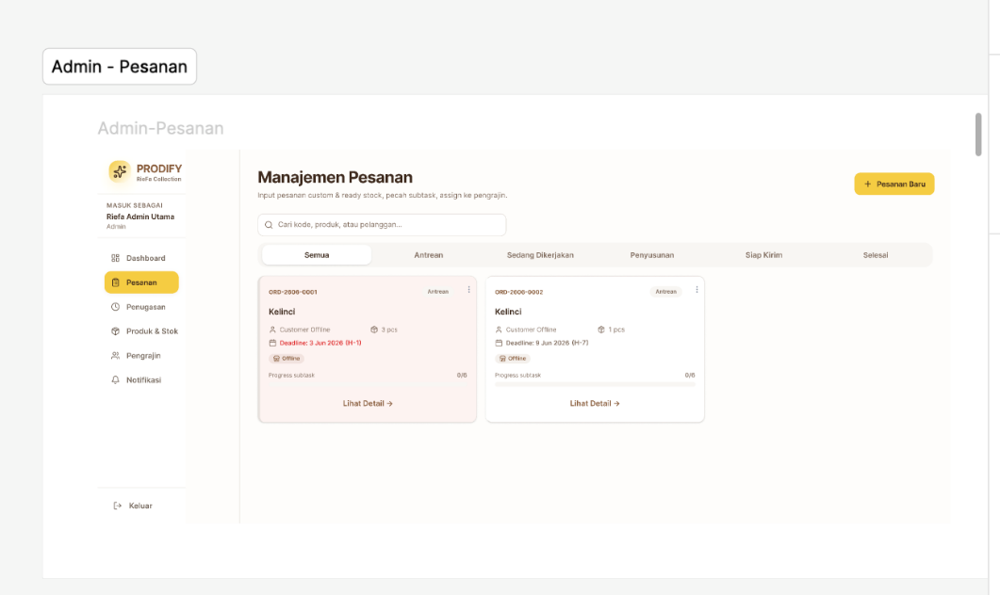 Admin - Pesanan
Admin-Pesanan
PRODIFY
RieFa Collection
MASUK SEBAGAI
Riefa Admin Utama
Admin
Dashboard
Pesanan
Penugasan
Produk & Stok
Pengrajin
Notifikasi
Keluar
Manajemen Pesanan
Input pesanan custom & ready stock, pecah subtask, assign ke pengrajin.
+ Pesanan Baru
Cari kode, produk, atau pelanggan...
Semua Antrean Sedang Dikerjakan Penyusunan Siap Kirim Selesai
ORD-2606-0001 Antrean
Kelinci
Customer Offline 3 pcs
Deadline: 3 Jun 2026 (H-1)
Offline
Progress subtask 0/6
Lihat Detail →
ORD-2606-0002 Antrean
Kelinci
Customer Offline 1 pcs
Deadline: 9 Jun 2026 (H-7)
Offline
Progress subtask 0/6
Lihat Detail →